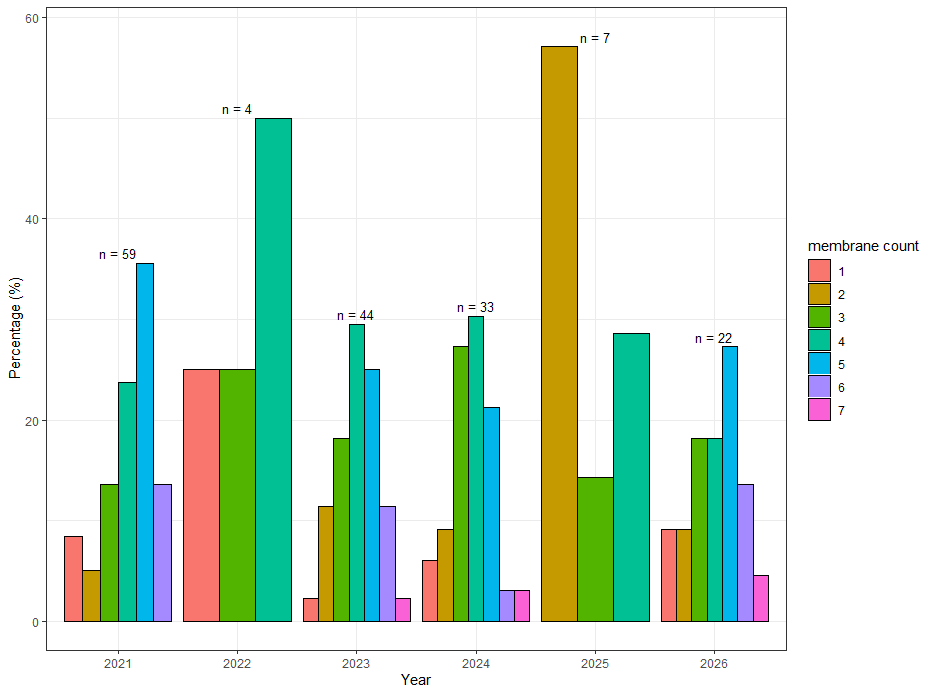 60
40
20
0
Percentage (%)
n = 59
n = 4
n = 44
n = 33
n = 7
n = 22
2021
2022
2023
2024
2025
2026
Year
membrane count
1
2
3
4
5
6
7